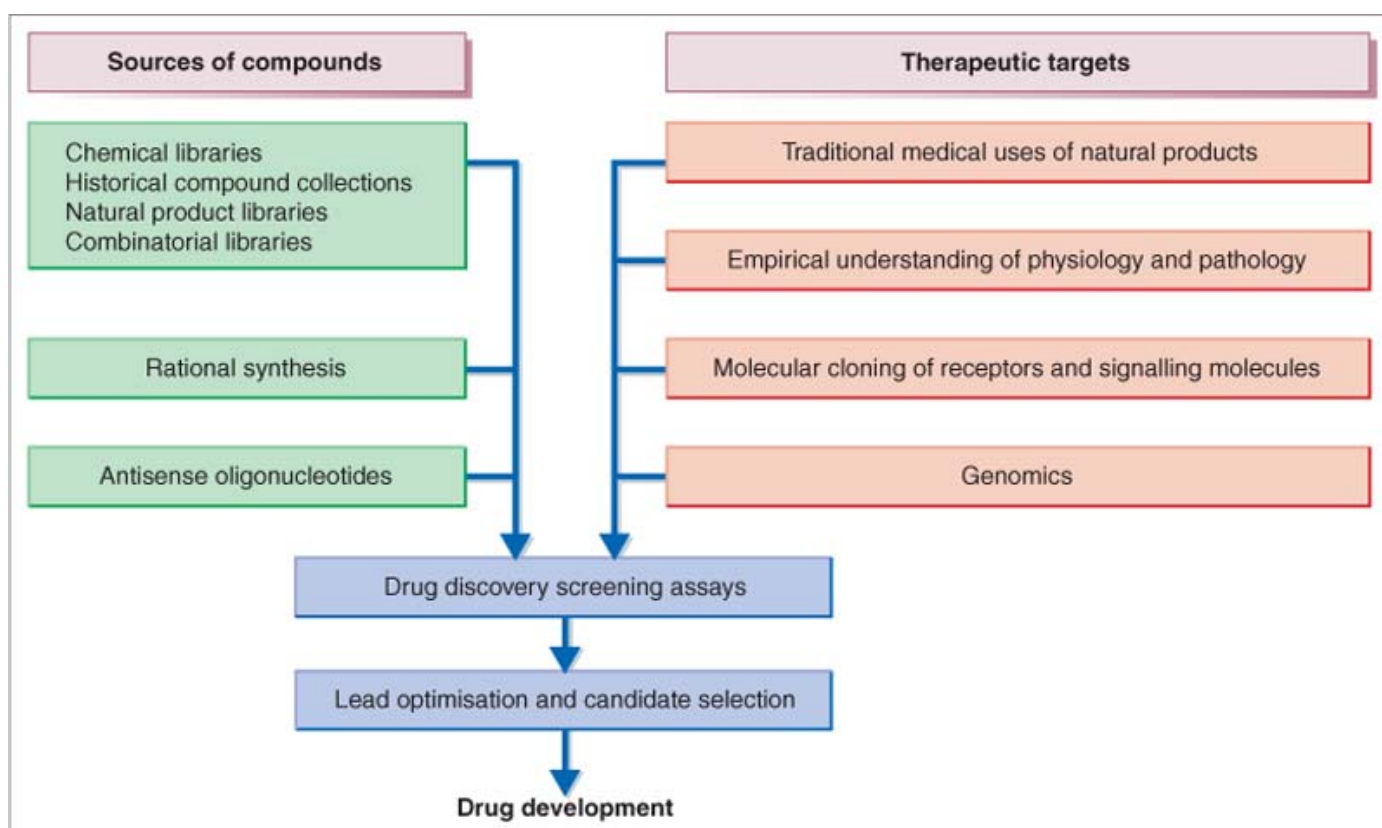 Sources of compounds
Chemical libraries
Historical compound collections
Natural product libraries
Combinatorial libraries
Rational synthesis
Antisense oligonucleotides
Therapeutic targets
Traditional medical uses of natural products
Empirical understanding of physiology and pathology
Molecular cloning of receptors and signalling molecules
Genomics
Drug discovery screening assays
Lead optimisation and candidate selection
Drug development